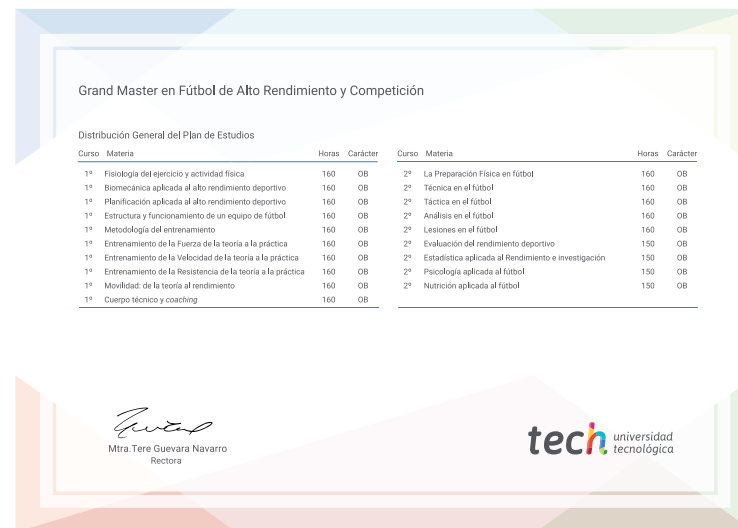 Grand Master en Fútbol de Alto Rendimiento y Competición
Distribución General del Plan de Estudios
Curso Materia Horas Carácter
1º Fisiología del ejercicio y actividad física 160 OB
1º Biomecánica aplicada al alto rendimiento deportivo 160 OB
1º Planificación aplicada al alto rendimiento deportivo 160 OB
1º Estructura y funcionamiento de un equipo de fútbol 160 OB
1º Metodología del entrenamiento 160 OB
1º Entrenamiento de la Fuerza de la teoría a la práctica 160 OB
1º Entrenamiento de la Velocidad de la teoría a la práctica 160 OB
1º Entrenamiento de la Resistencia de la teoría a la práctica 160 OB
1º Movilidad: de la teoría al rendimiento 160 OB
1º Cuerpo técnico y coaching 160 OB
Curso Materia Horas Carácter
2º La Preparación Física en fútbol 160 OB
2º Técnica en el fútbol 160 OB
2º Táctica en el fútbol 160 OB
2º Análisis en el fútbol 160 OB
2º Lesiones en el fútbol 160 OB
2º Evaluación del rendimiento deportivo 150 OB
2º Estadística aplicada al Rendimiento e investigación 150 OB
2º Psicología aplicada al fútbol 150 OB
2º Nutrición aplicada al fútbol 150 OB
Mtra.Tere Guevara Navarro
Rectora
tech universidad
tecnológica